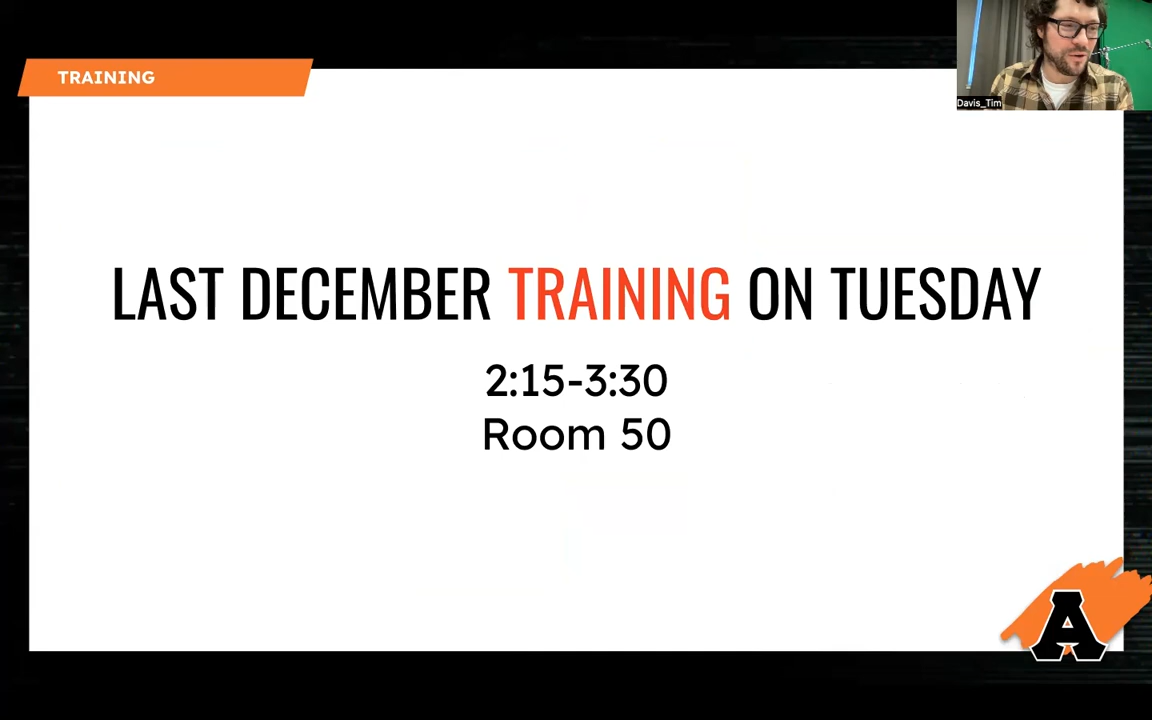 TRAINING
Davis_Tim
LAST DECEMBER TRAINING ON TUESDAY
2:15-3:30
Room 50
A